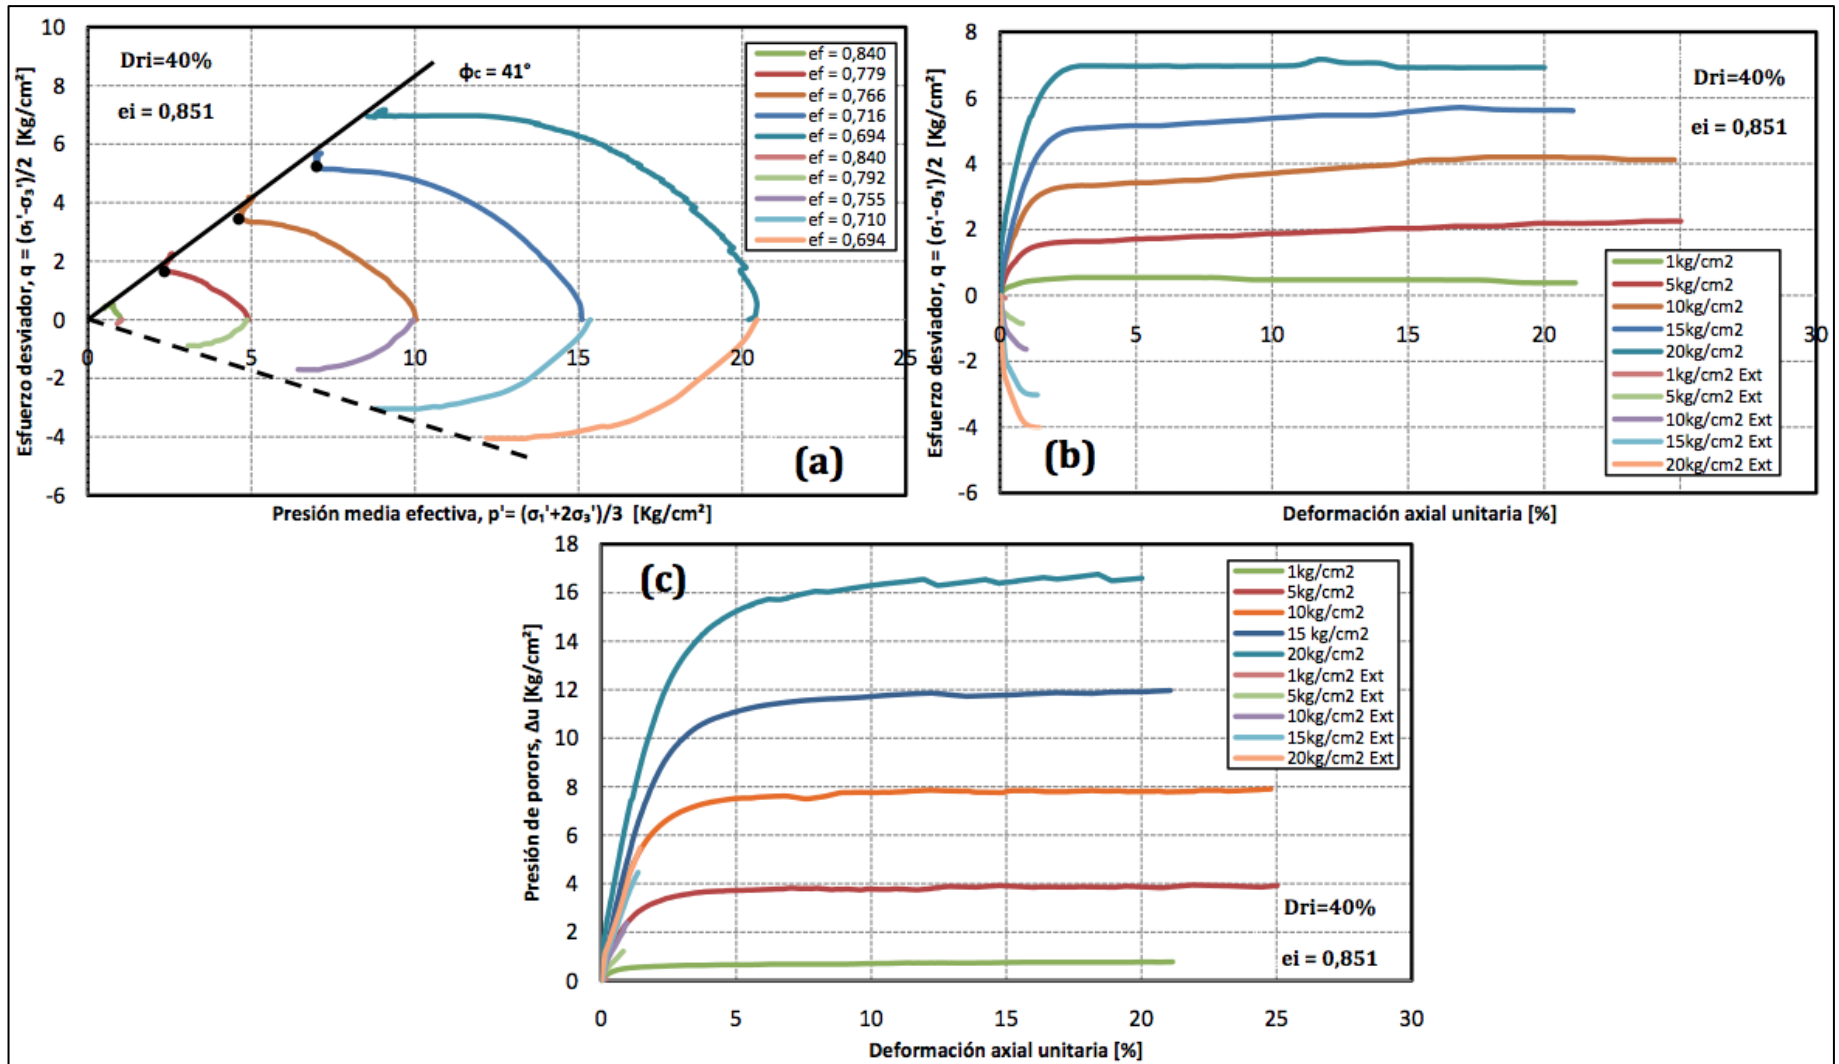 Esfuerzo desviador, q = (σ₁'-σ₃')/2 [Kg/cm²]
10
8
6
4
2
0
-2
-4
-6
0
5
10
15
20
25
Dri=40%
ei = 0,851
ϕc = 41°
ef = 0,840
ef = 0,779
ef = 0,766
ef = 0,716
ef = 0,694
ef = 0,840
ef = 0,792
ef = 0,755
ef = 0,710
ef = 0,694
(a)
Presión media efectiva, p'= (σ₁'+2σ₃')/3 [Kg/cm²]
Esfuerzo desviador, q = (σ₁'-σ₃')/2 [Kg/cm²]
8
6
4
2
0
-2
-4
-6
0
5
10
15
20
30
Dri=40%
ei = 0,851
1kg/cm2
5kg/cm2
10kg/cm2
15kg/cm2
20kg/cm2
1kg/cm2 Ext
5kg/cm2 Ext
10kg/cm2 Ext
15kg/cm2 Ext
20kg/cm2 Ext
(b)
Deformación axial unitaria [%]
Presión de porors, Δu [Kg/cm²]
18
16
14
12
10
8
6
4
2
0
(c)
1kg/cm2
5kg/cm2
10kg/cm2
15 kg/cm2
20kg/cm2
1kg/cm2 Ext
5kg/cm2 Ext
10kg/cm2 Ext
15kg/cm2 Ext
20kg/cm2 Ext
Dri=40%
ei = 0,851
0
5
10
15
20
25
30
Deformación axial unitaria [%]